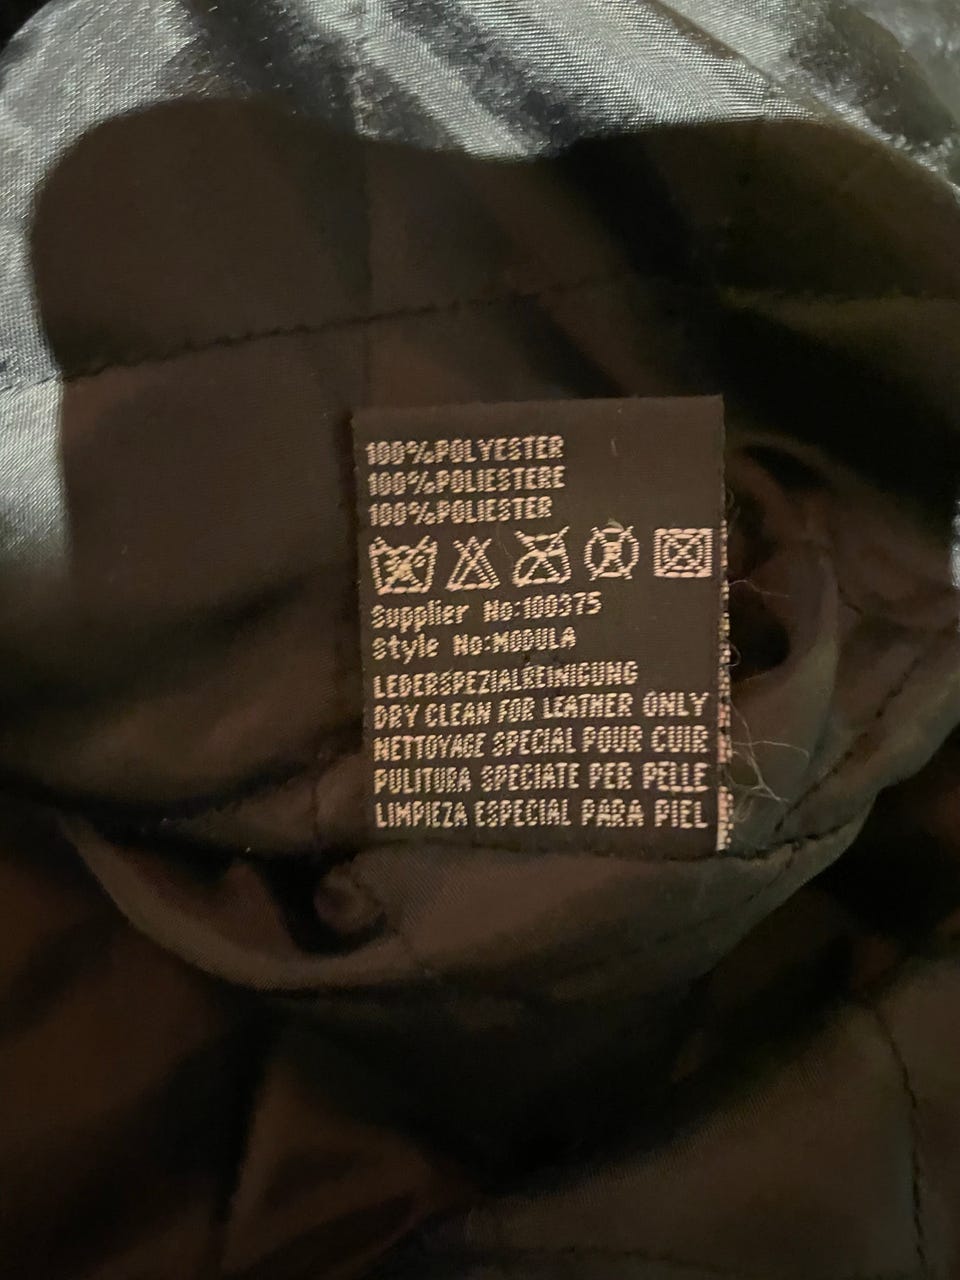 100%POLYESTER
100%POLIESTERE
100%POLIESTER
Supplier No:100375
Style No:MODULA
LEDERSPEZIALREINIGUNG
DRY CLEAN FOR LEATHER ONLY
NETTOYAGE SPECIAL POUR CUIR
PULITURA SPECIATE PER PELLE
LIMPIEZA ESPECIAL PARA PIEL